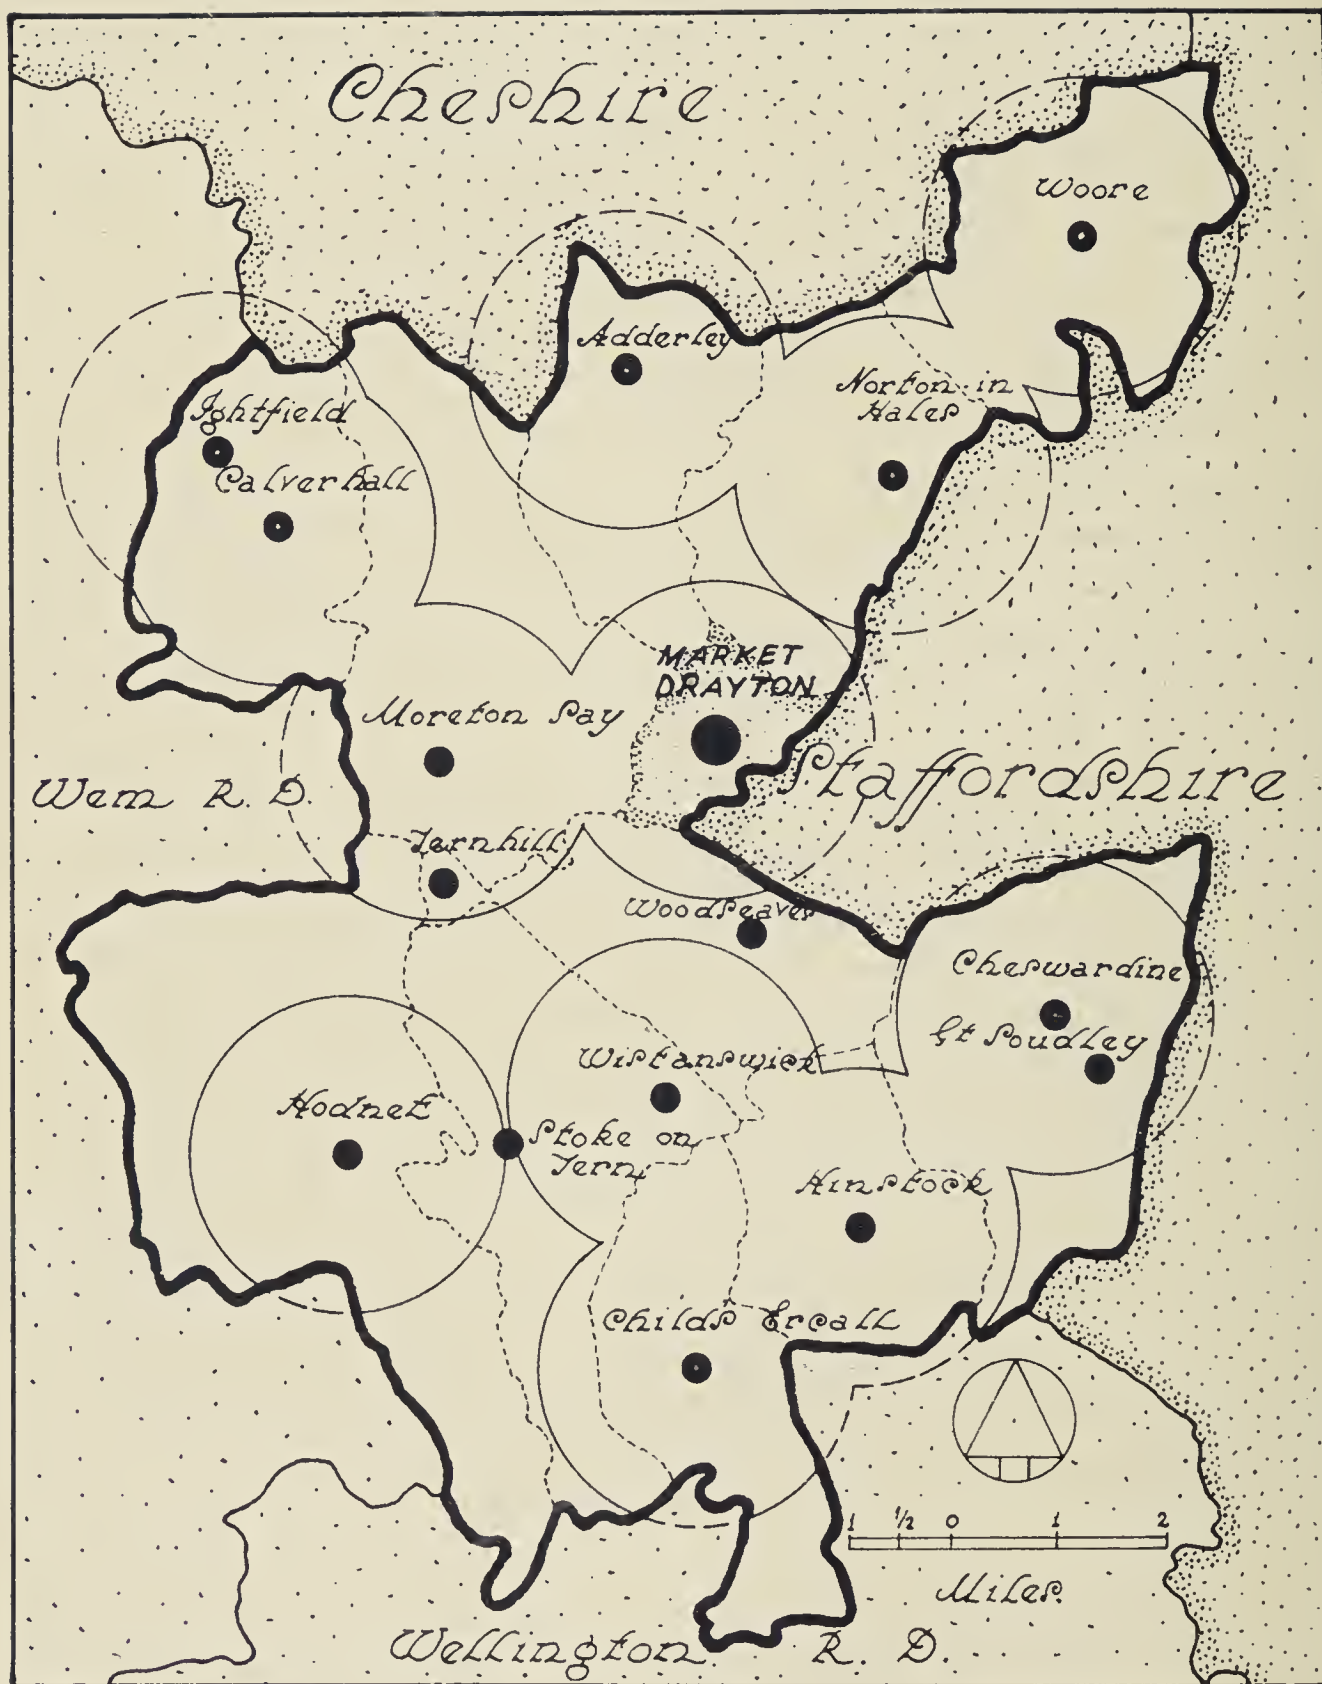 Cheshire
Woore
Adderley
Norton in
Hales
Ightfield
Calverhall
MARKET
DRAYTON
Moreton Say
Staffordshire
Wem R. D.
Ternhill
Woodseaves
Cheswardine
Gt Soudley
Wistanswick
Hodnet
Stoke on
Tern
Hinstock
Childs Ercall
1 1/2 0 1 2
Miles.
Wellington R. D.